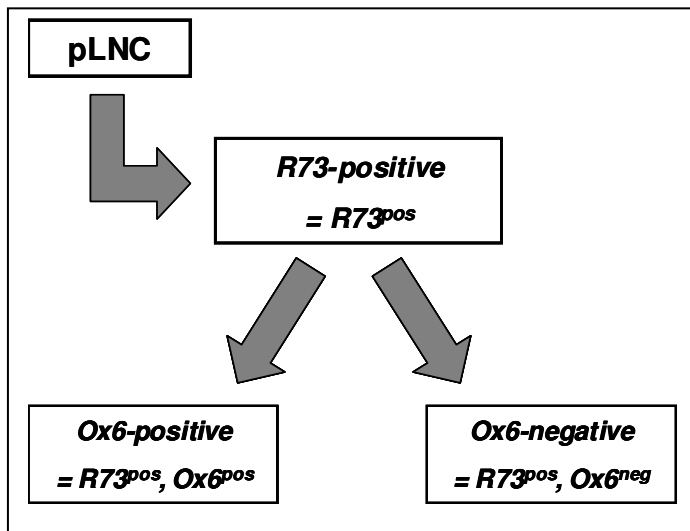 pLNC
R73-positive
= R73pos
Ox6-positive
= R73pos, Ox6pos
Ox6-negative
= R73pos, Ox6neg